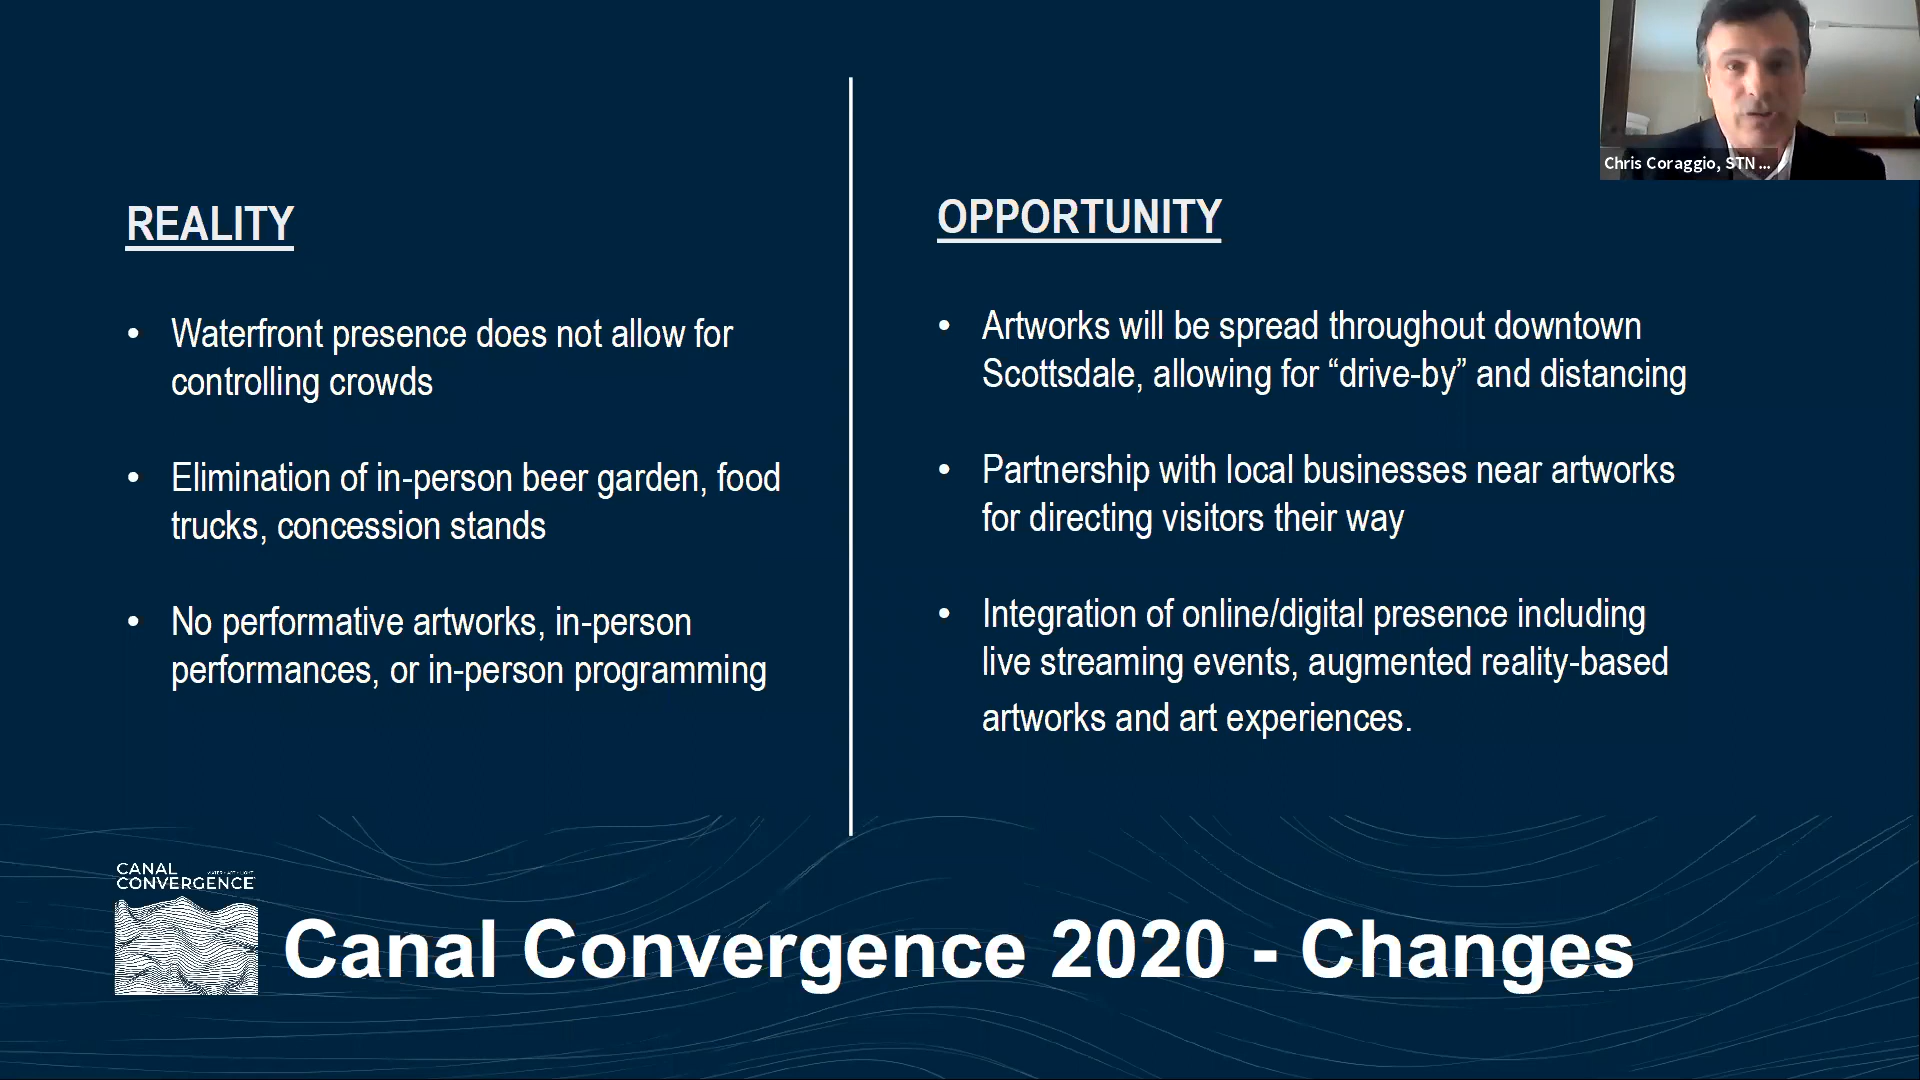 Chris Coraggio, STN ...
REALITY
• Waterfront presence does not allow for
controlling crowds
• Elimination of in-person beer garden, food
trucks, concession stands
• No performative artworks, in-person
performances, or in-person programming
OPPORTUNITY
• Artworks will be spread throughout downtown
Scottsdale, allowing for “drive-by” and distancing
• Partnership with local businesses near artworks
for directing visitors their way
• Integration of online/digital presence including
live streaming events, augmented reality-based
artworks and art experiences.
CANAL
CONVERGENCE
Canal Convergence 2020 - Changes